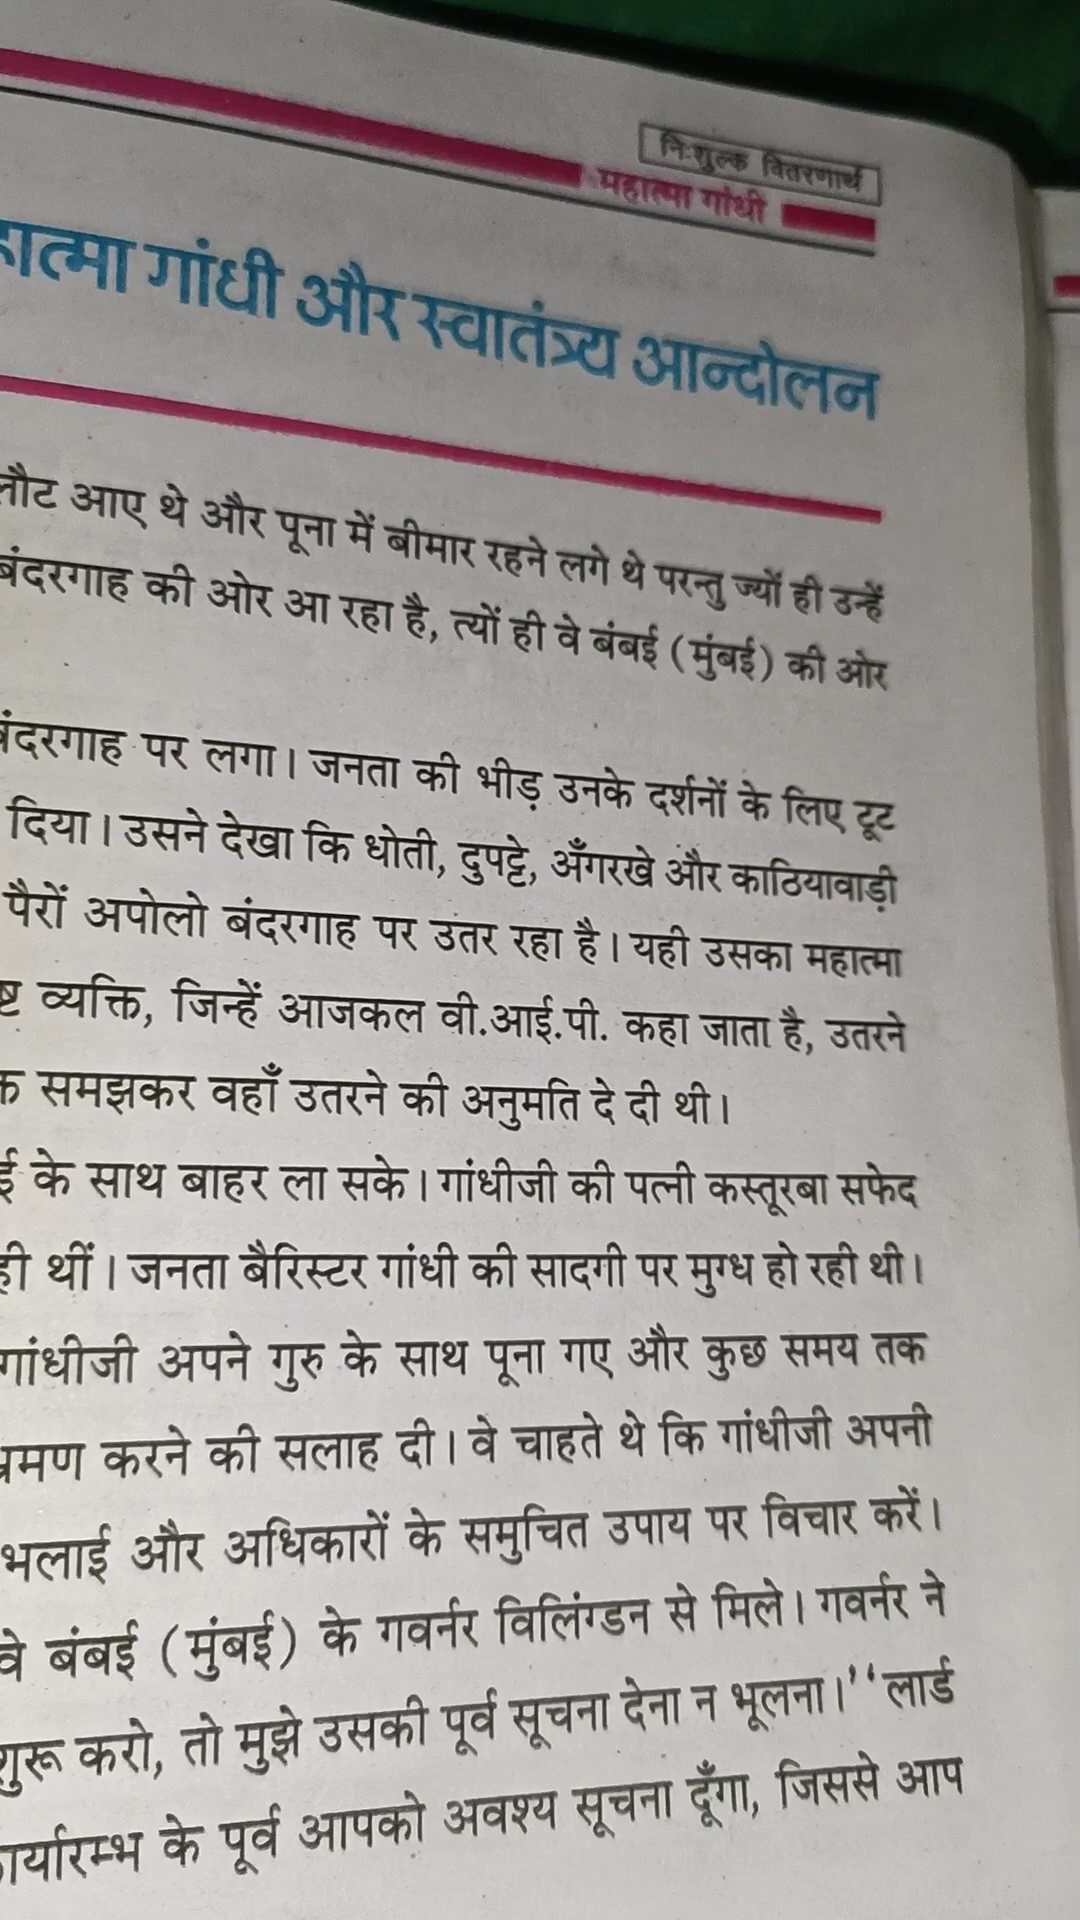 निःशुल्क वितरणार्थ
महात्मा गांधी
गांधी और स्वातंत्र्य आन्दोलन
आए थे और पूना में बीमार रहने लगे थे परन्तु ज्यों ही उन्हें
बंदरगाह की ओर आ रहा है, त्यों ही वे बंबई (मुंबई) की ओर
पर लगा। जनता की भीड़ उनके दर्शनों के लिए टूट
दिया। उसने देखा कि धोती, दुपट्टे, अँगरखे और काठियावाड़ी
पैरों अपोलो बंदरगाह पर उतर रहा है। यही उसका महात्मा
व्यक्ति, जिन्हें आजकल वी.आई.पी. कहा जाता है, उतरने
समझकर वहाँ उतरने की अनुमति दे दी थी।
के साथ बाहर ला सके। गांधीजी की पत्नी कस्तूरबा सफेद
थीं। जनता बैरिस्टर गांधी की सादगी पर मुग्ध हो रही थी।
गांधीजी अपने गुरु के साथ पूना गए और कुछ समय तक
करने की सलाह दी। वे चाहते थे कि गांधीजी अपनी
भलाई और अधिकारों के समुचित उपाय पर विचार करें।
वे बंबई (मुंबई) के गवर्नर विलिंग्डन से मिले। गवर्नर ने
शुरू करो, तो मुझे उसकी पूर्व सूचना देना न भूलना।'' लार्ड
के पूर्व आपको अवश्य सूचना दूँगा, जिससे आप